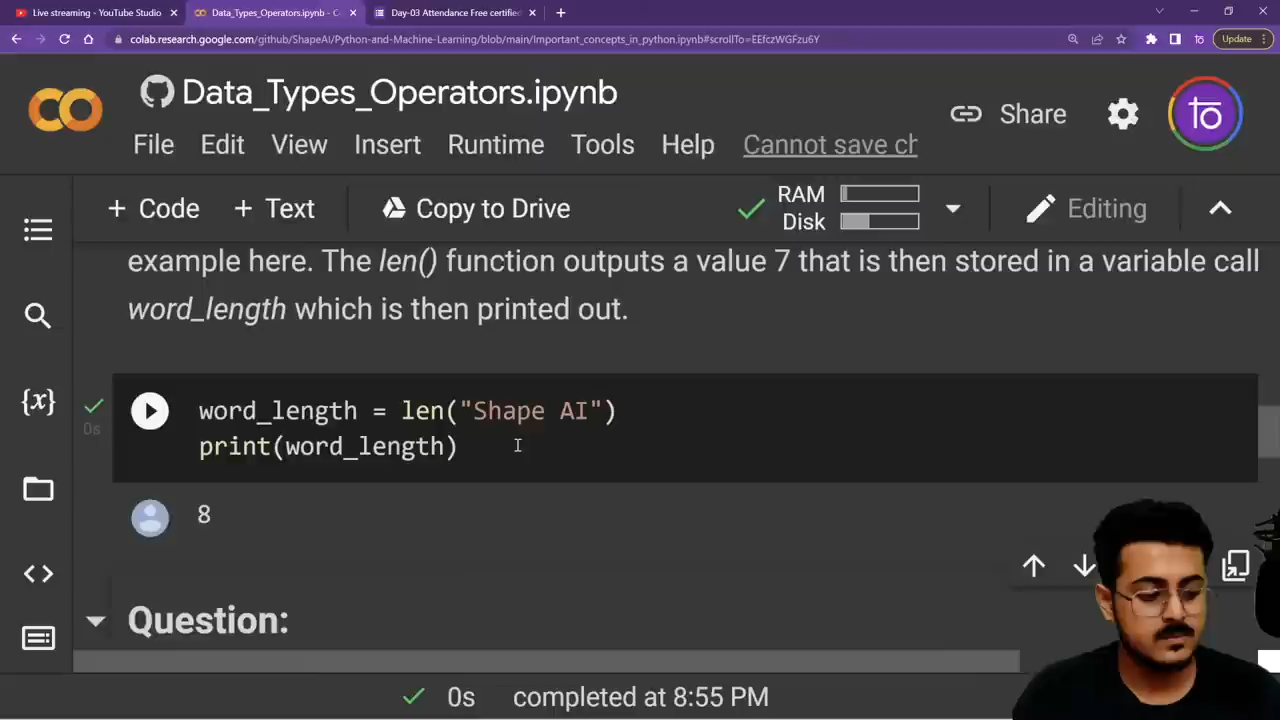 Live streaming - YouTube Studio
Data_Types_Operators.ipynb - C
Day-03 Attendance Free certified
colab.research.google.com/github/ShapeAI/Python-and-Machine-Learning/blob/main/Important_concepts_in_python.ipynb#scrollTo=EEfczWGFzu6Y
Update
Data_Types_Operators.ipynb
Share
File Edit View Insert Runtime Tools Help Cannot save ch
+ Code + Text Copy to Drive
RAM
Disk
Editing
example here. The len() function outputs a value 7 that is then stored in a variable call
word_length which is then printed out.
{x}
0s
word_length = len("Shape AI")
print(word_length)
8
Question:
0s completed at 8:55 PM